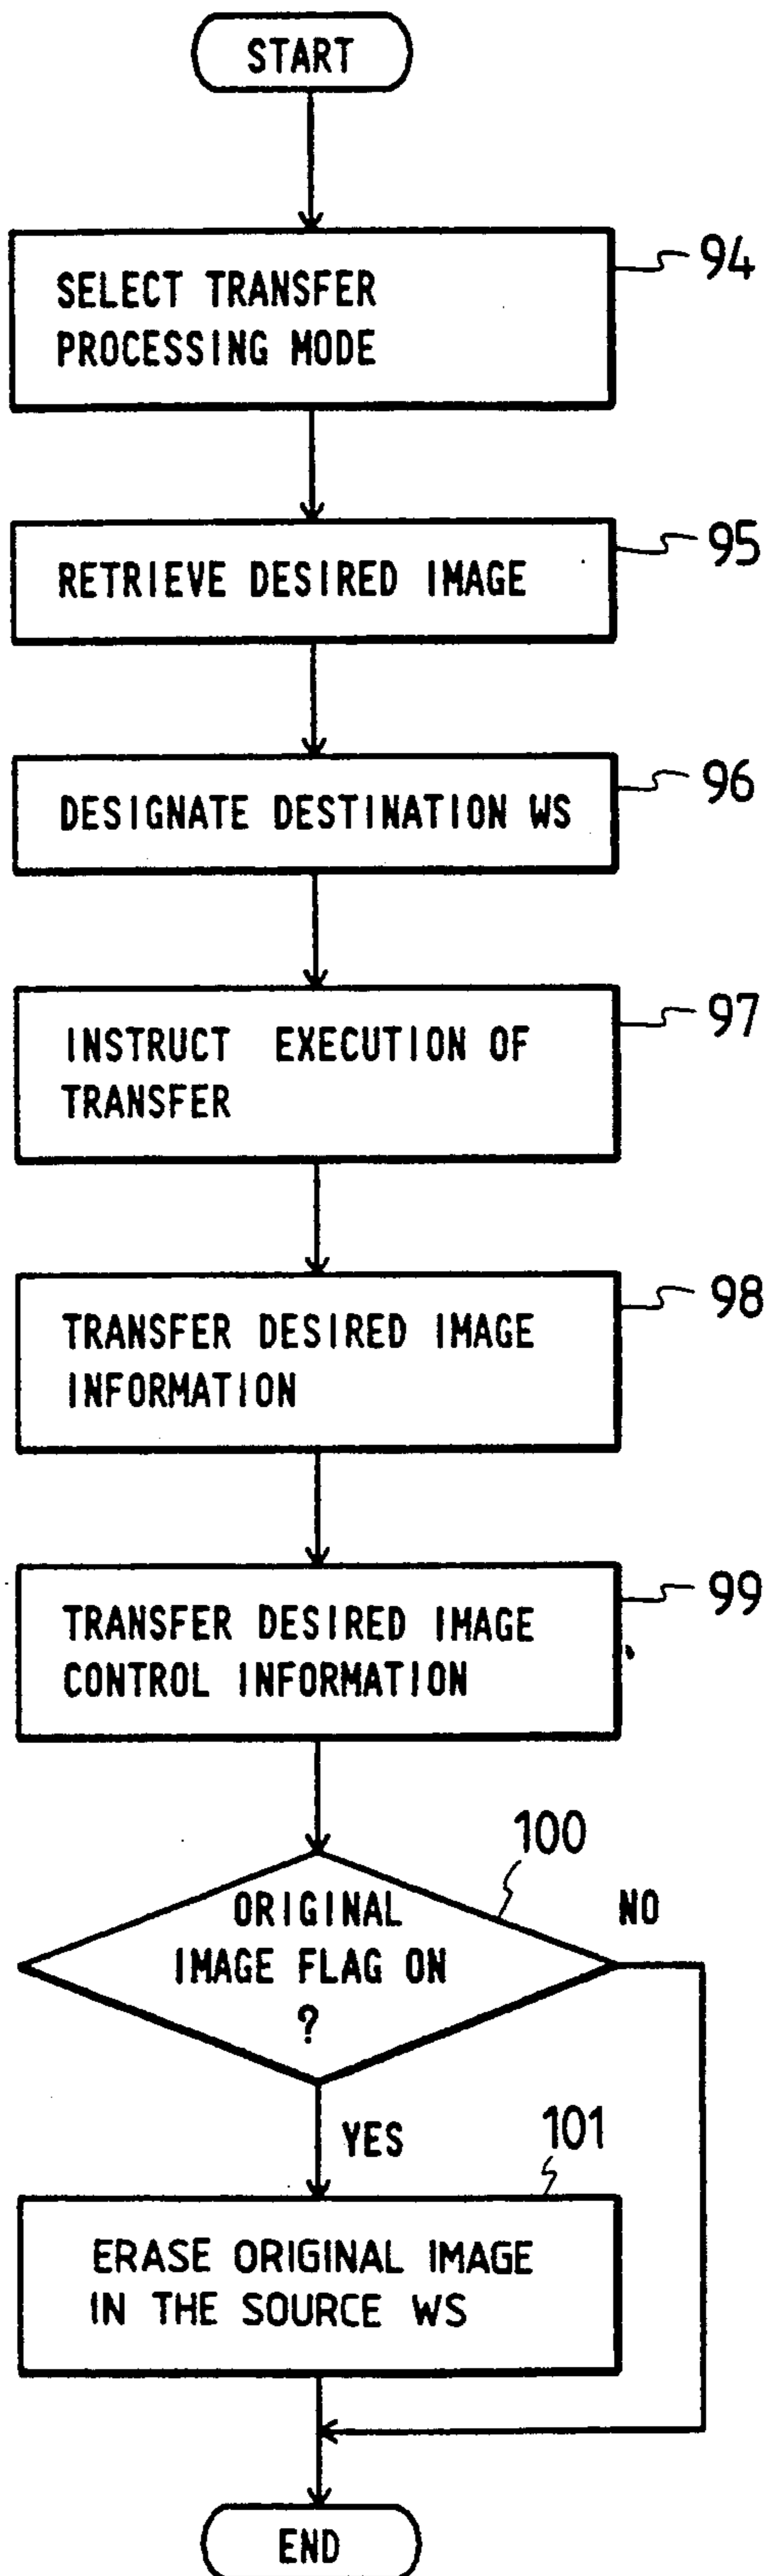 START
SELECT TRANSFER
PROCESSING MODE
94
RETRIEVE DESIRED IMAGE
95
DESIGNATE DESTINATION WS
96
INSTRUCT EXECUTION OF
TRANSFER
97
TRANSFER DESIRED IMAGE
INFORMATION
98
TRANSFER DESIRED IMAGE
CONTROL INFORMATION
99
100
ORIGINAL
IMAGE FLAG ON
?
NO
YES
101
ERASE ORIGINAL IMAGE
IN THE SOURCE WS
END